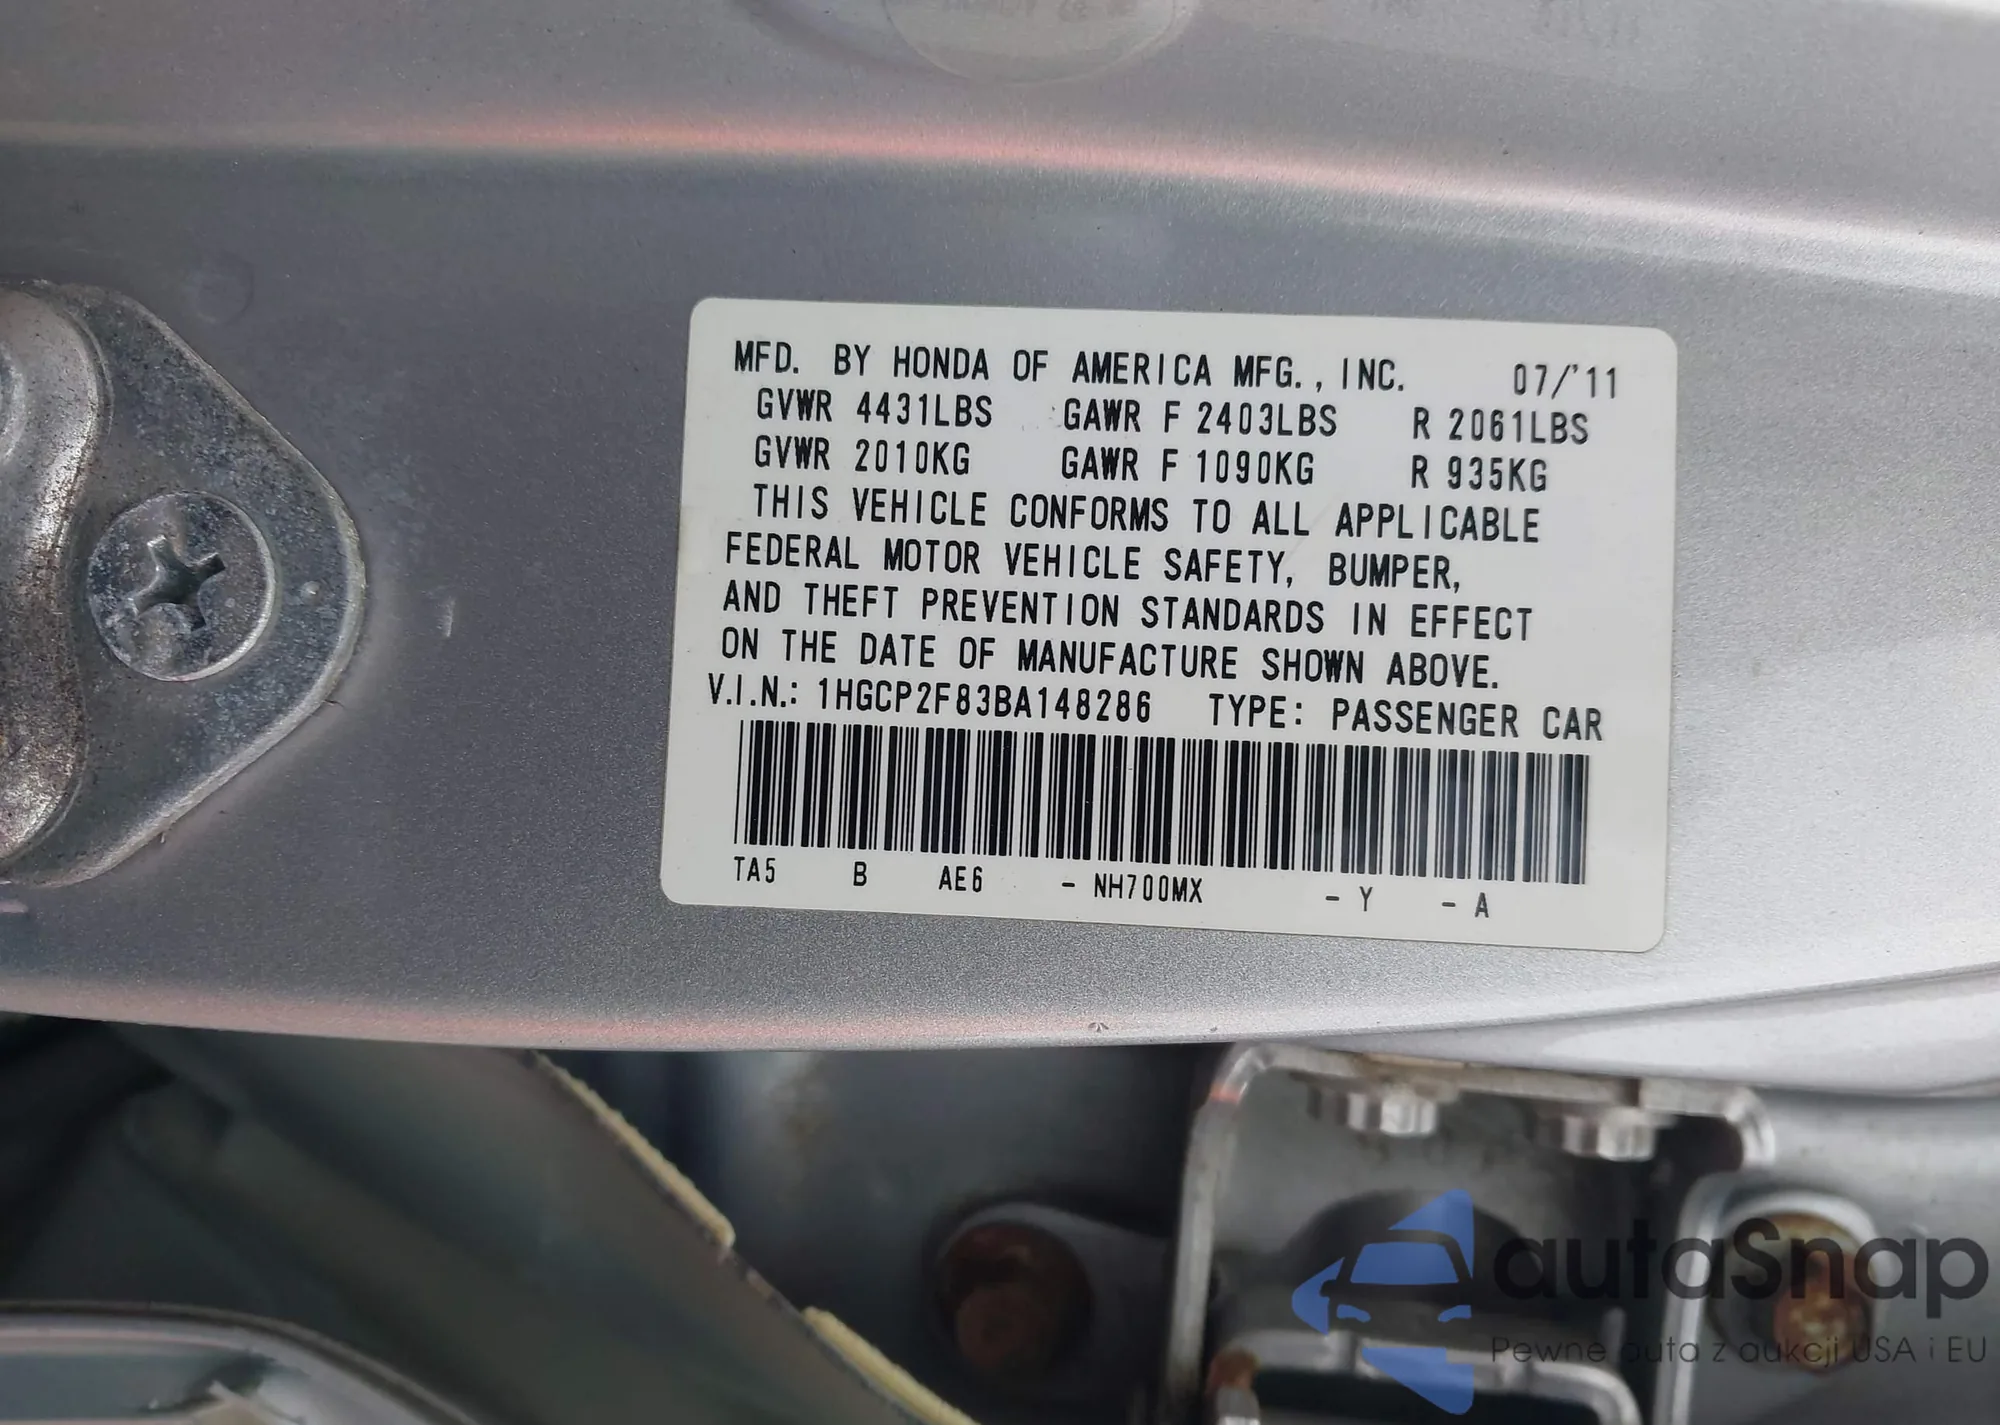 MFD. BY HONDA OF AMERICA MFG., INC. 07/'11
GVWR 4431LBS GAWR F 2403LBS R 2061LBS
GVWR 2010KG GAWR F 1090KG R 935KG
THIS VEHICLE CONFORMS TO ALL APPLICABLE
FEDERAL MOTOR VEHICLE SAFETY, BUMPER,
AND THEFT PREVENTION STANDARDS IN EFFECT
ON THE DATE OF MANUFACTURE SHOWN ABOVE.
V.I.N.: 1HGCP2F83BA148286 TYPE: PASSENGER CAR
TA5 B AE6 - NH700MX - Y - A
autaSnap
Pewne auta z aukcji USA i EU